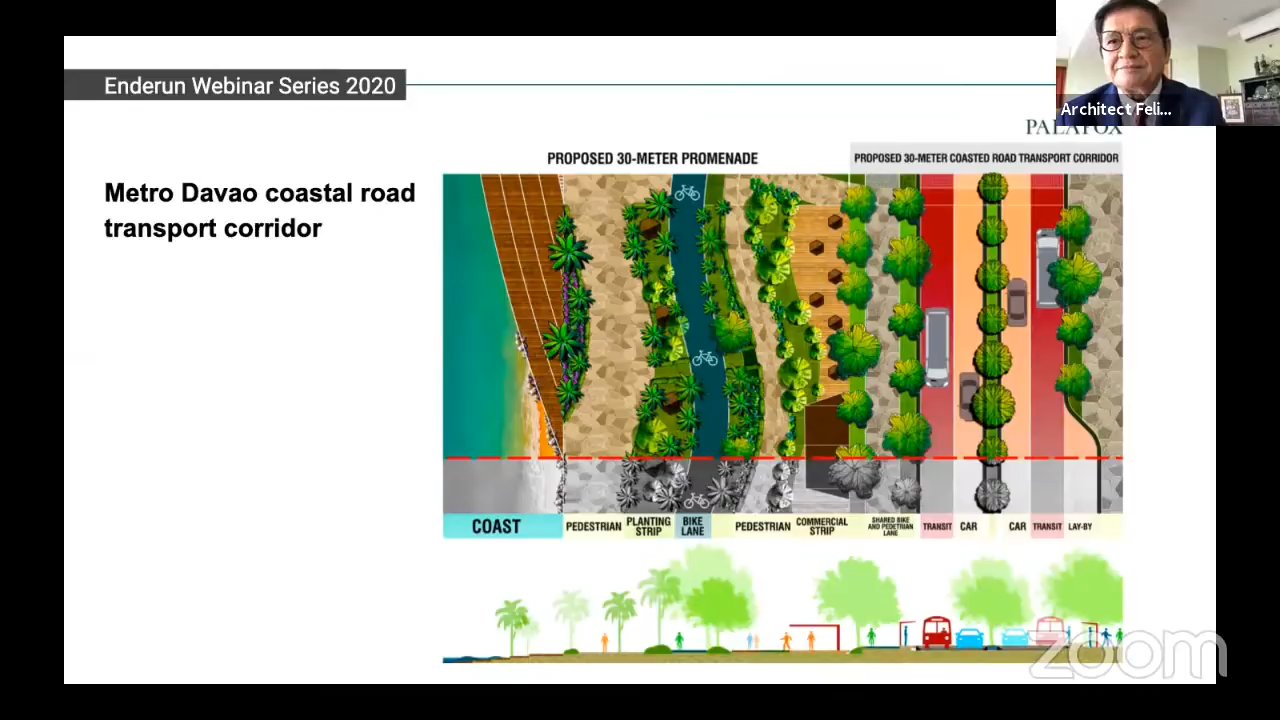 Enderun Webinar Series 2020
Architect Feli...
PALAFOX
PROPOSED 30-METER PROMENADE
PROPOSED 30-METER COASTED ROAD TRANSPORT CORRIDOR
Metro Davao coastal road
transport corridor
COAST
PEDESTRIAN
PLANTING
STRIP
BIKE
LANE
PEDESTRIAN
COMMERCIAL
STRIP
SHARED BIKE
AND PEDETRIAN
LANE
TRANSIT
CAR
CAR
TRANSIT
LAY-BY
zoom